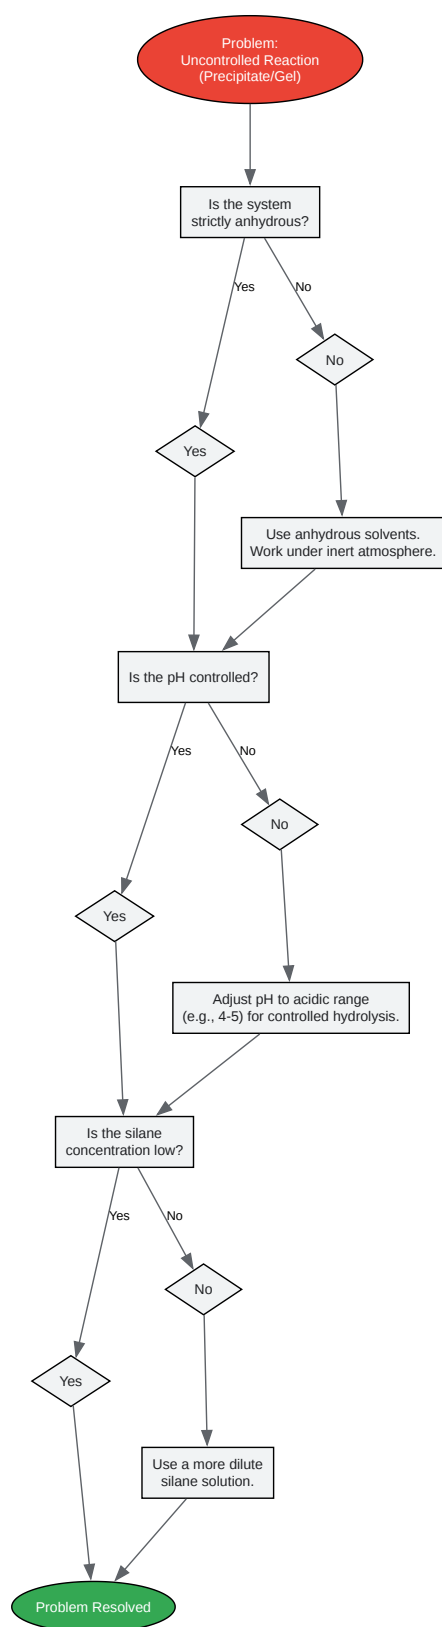 Problem:
Uncontrolled Reaction
(Precipitate/Gel)
Is the system
strictly anhydrous?
Yes
No
No
Yes
Use anhydrous solvents.
Work under inert atmosphere.
Is the pH controlled?
Yes
No
No
Yes
Adjust pH to acidic range
(e.g., 4-5) for controlled hydrolysis.
Is the silane
concentration low?
Yes
No
No
Yes
Use a more dilute
silane solution.
Problem Resolved